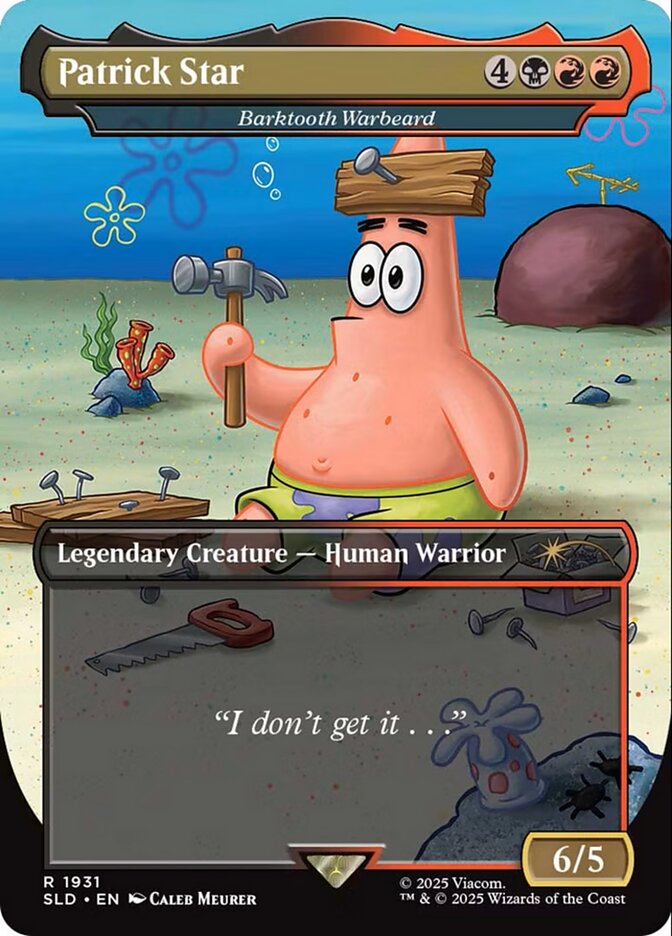 Patrick Star 4
Barktooth Warbeard
Legendary Creature — Human Warrior
“I don’t get it . . .”
6/5
R 1931
SLD • EN Caleb Meurer
© 2025 Viacom.
™ & © 2025 Wizards of the Coast